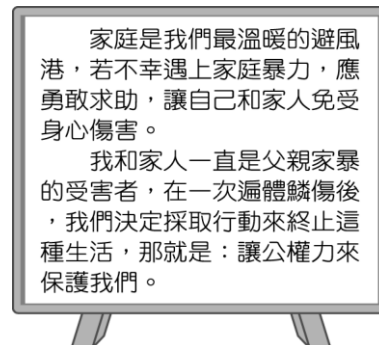 家庭是我們最溫暖的避風
港，若不幸遇上家庭暴力，應
勇敢求助，讓自己和家人免受
身心傷害。
我和家人一直是父親家暴
的受害者，在一次遍體鱗傷後
，我們決定採取行動來終止這
種生活，那就是：讓公權力來
保護我們。